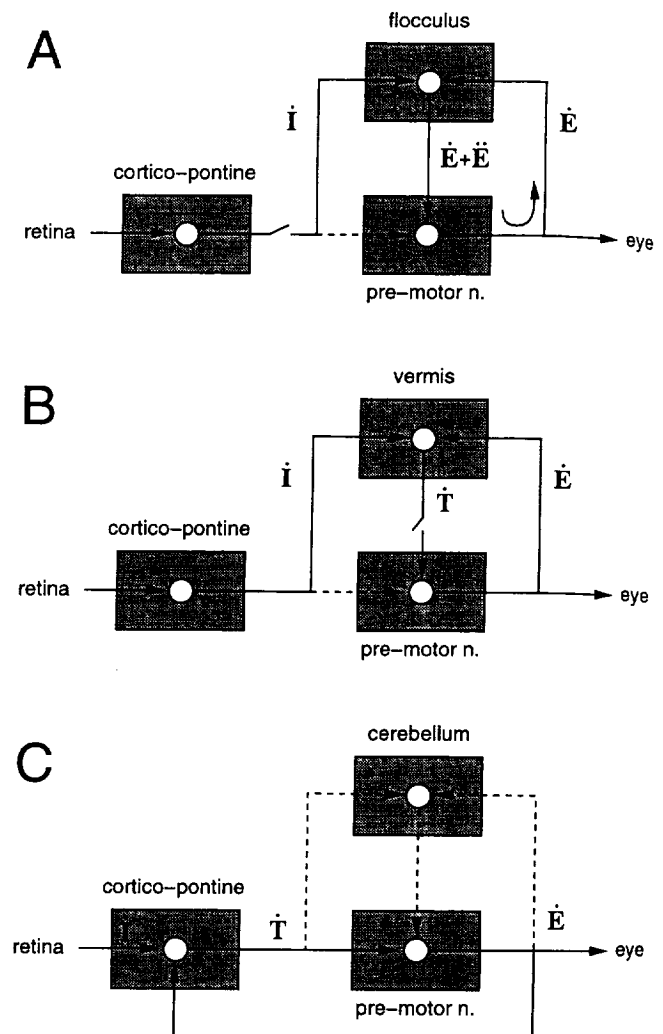 A
flocculus
İ
Ė
Ė+Ë
cortico−pontine
retina
eye
pre−motor n.
B
vermis
İ
Ṫ
Ė
cortico−pontine
retina
eye
pre−motor n.
C
cerebellum
cortico−pontine
Ṫ
Ė
retina
eye
pre−motor n.